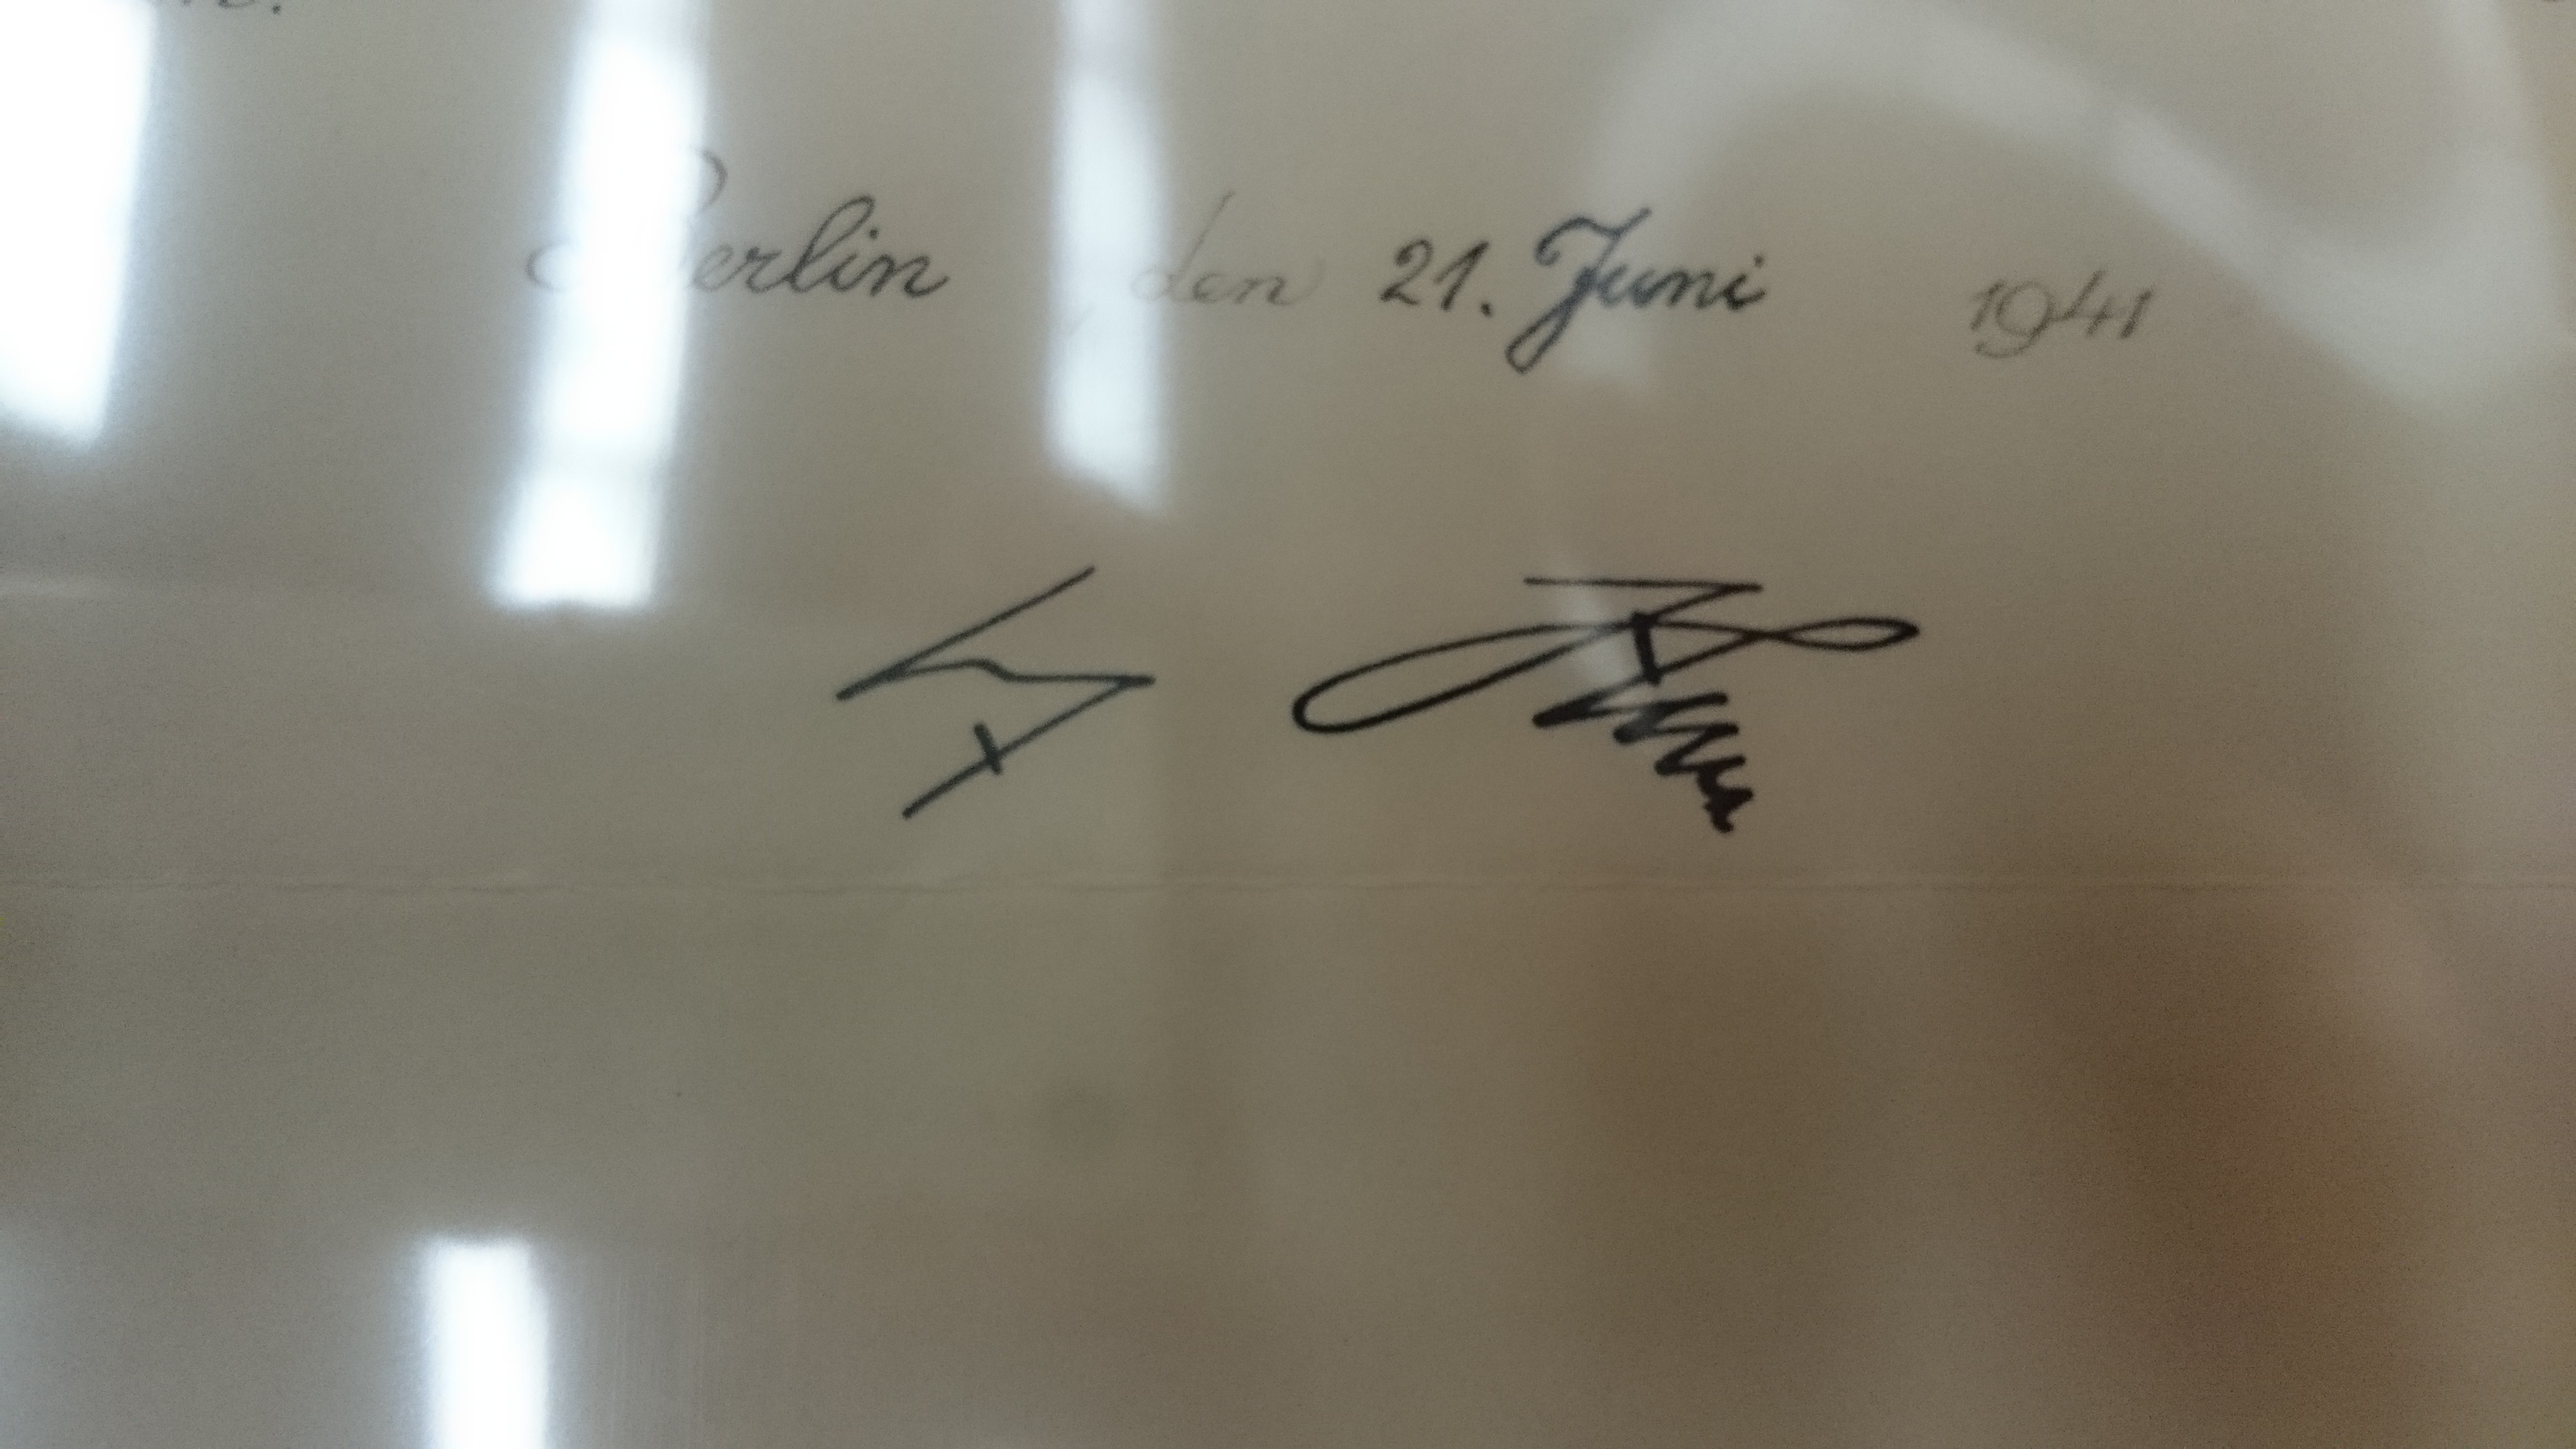 Berlin, den 21. Juni 1941